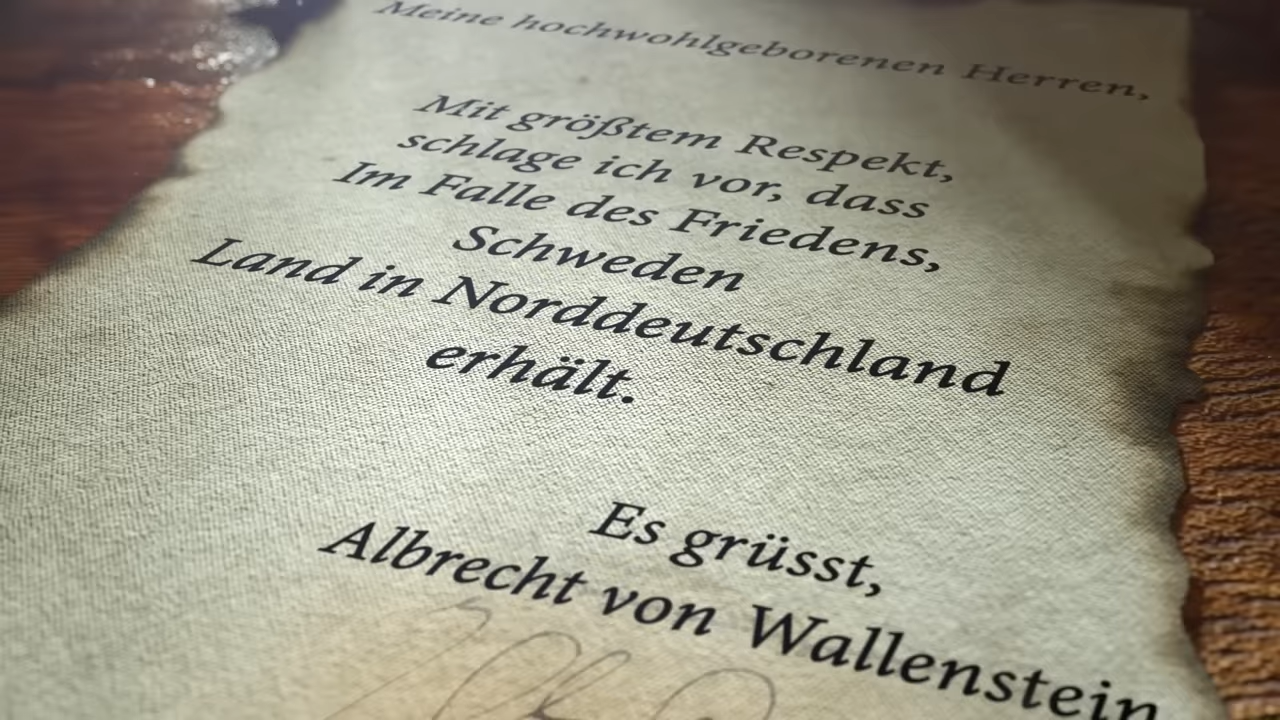 Meine hochwohlgeborenen Herren,
Mit größtem Respekt,
schlage ich vor, dass
Im Falle des Friedens,
Schweden
Land in Norddeutschland
erhält.
Es grüsst,
Albrecht von Wallenstein